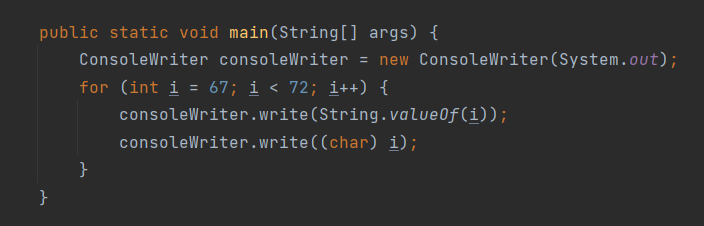 public static void main(String[] args) {
    ConsoleWriter consoleWriter = new ConsoleWriter(System.out);
    for (int i = 67; i < 72; i++) {
        consoleWriter.write(String.valueOf(i));
        consoleWriter.write((char) i);
    }
}